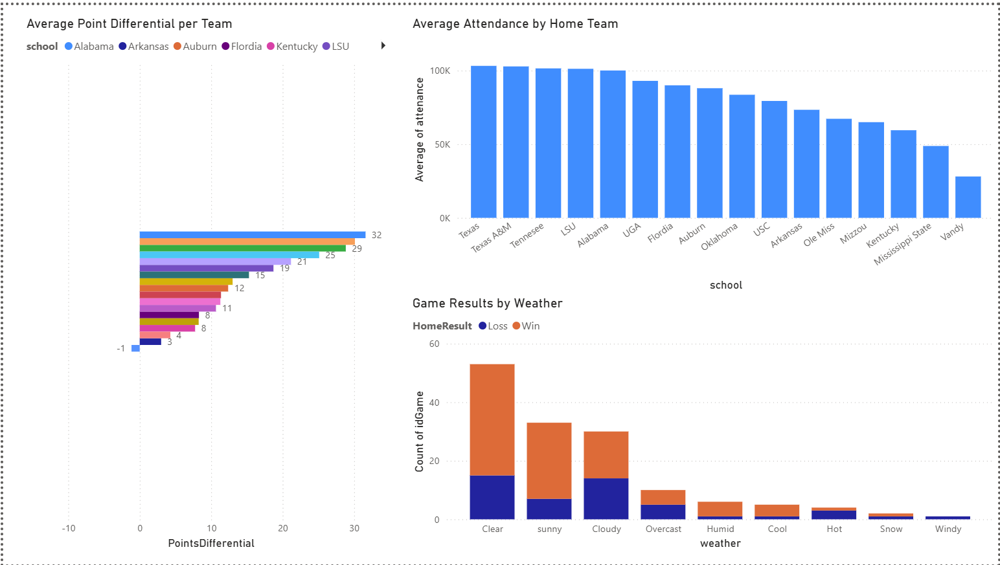 Average Point Differential per Team
school Alabama Arkansas Auburn Flordia Kentucky LSU
32
29
25
21
19
15
12
11
8
8
4
3
-1
-10 0 10 20 30
PointsDifferential
Average Attendance by Home Team
Average of attenance
100K
50K
0K
Texas Texas A&M Tennesee LSU Alabama UGA Flordia Auburn Oklahoma USC Arkansas Ole Miss Mizzou Kentucky Mississippi State Vandy
school
Game Results by Weather
HomeResult Loss Win
Count of idGame
60
40
20
0
Clear sunny Cloudy Overcast Humid Cool Hot Snow Windy
weather